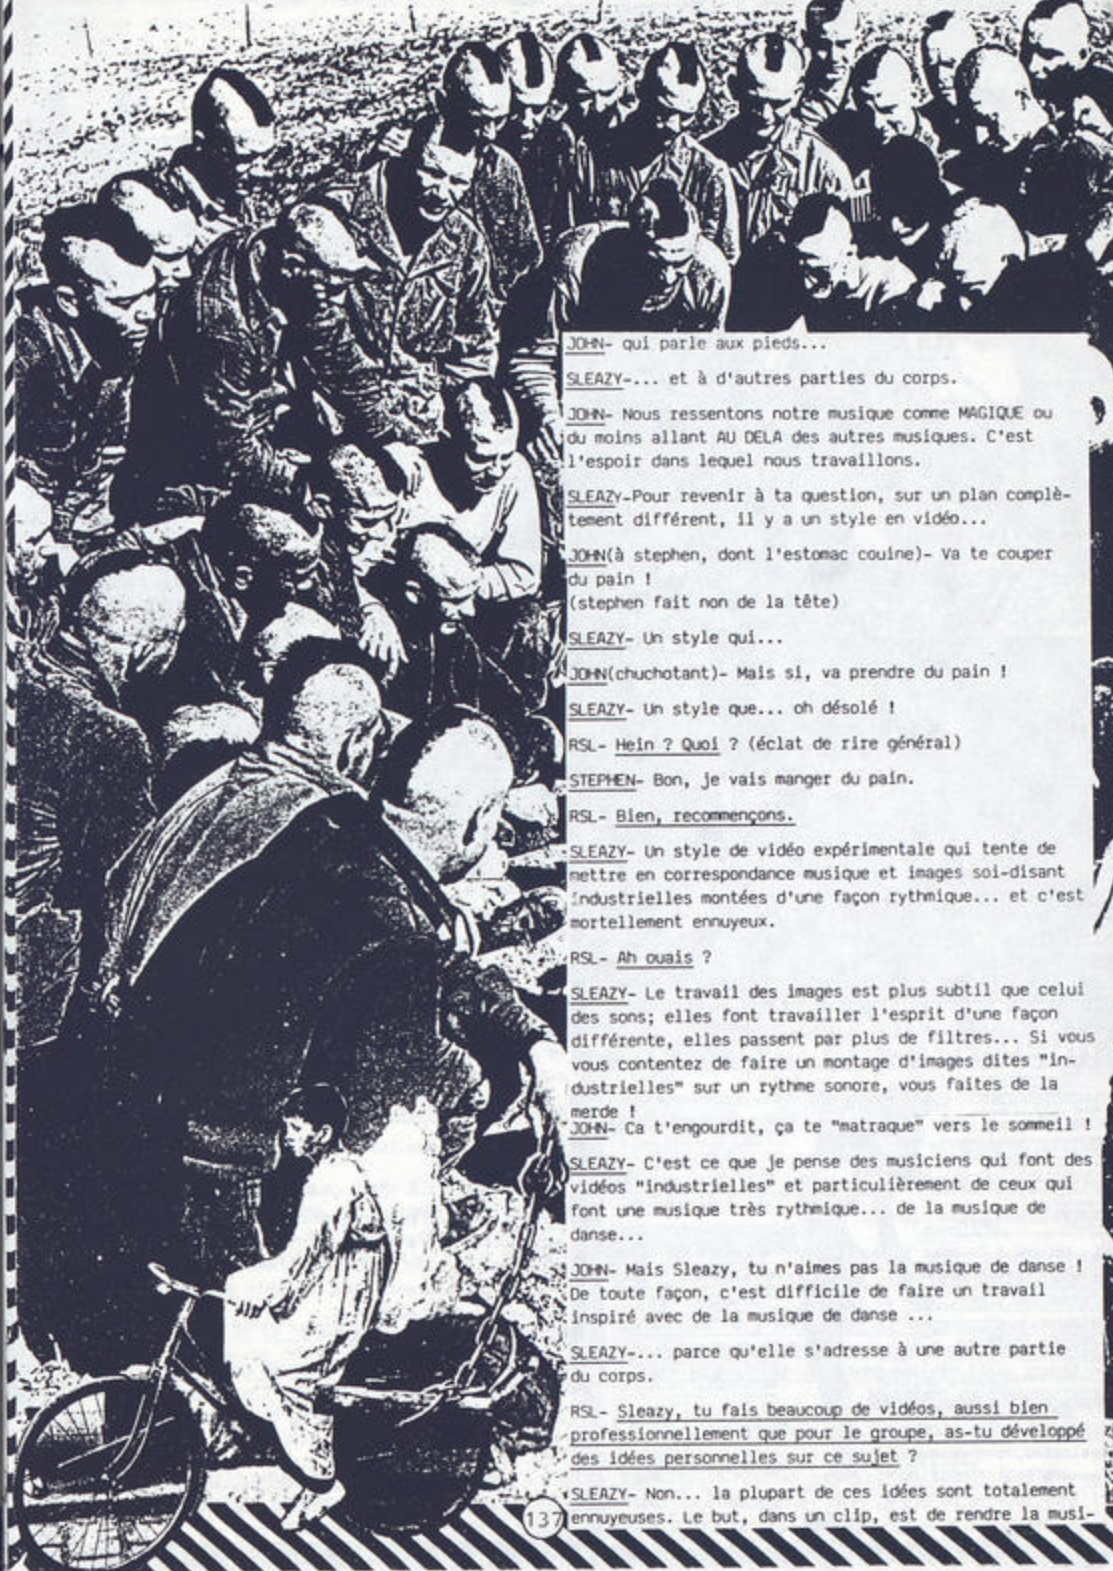 JOHN- qui parle aux pieds...
SLEAZY-... et à d'autres parties du corps.
JOHN- Nous ressentons notre musique comme MAGIQUE ou
du moins allant AU DELA des autres musiques. C'est
l'espoir dans lequel nous travaillons.
SLEAZY-Pour revenir à ta question, sur un plan complè-
tement différent, il y a un style en vidéo...
JOHN(à stephen, dont l'estomac couine)- Va te couper
du pain !
(stephen fait non de la tête)
SLEAZY- Un style qui...
JOHN(chuchotant)- Mais si, va prendre du pain !
SLEAZY- Un style que... oh désolé !
RSL- Hein ? Quoi ? (éclat de rire général)
STEPHEN- Bon, je vais manger du pain.
RSL- Bien, recommençons.
SLEAZY- Un style de vidéo expérimentale qui tente de
mettre en correspondance musique et images soi-disant
industrielles montées d'une façon rythmique... et c'est
mortellement ennuyeux.
RSL- Ah ouais ?
SLEAZY- Le travail des images est plus subtil que celui
des sons; elles font travailler l'esprit d'une façon
différente, elles passent par plus de filtres... Si vous
vous contentez de faire un montage d'images dites "in-
dustrielles" sur un rythme sonore, vous faites de la
merde !
JOHN- Ca t'engourdit, ça te "matraque" vers le sommeil !
SLEAZY- C'est ce que je pense des musiciens qui font des
vidéos "industrielles" et particulièrement de ceux qui
font une musique très rythmique... de la musique de
danse...
JOHN- Mais Sleazy, tu n'aimes pas la musique de danse !
De toute façon, c'est difficile de faire un travail
inspiré avec de la musique de danse ...
SLEAZY-... parce qu'elle s'adresse à une autre partie
du corps.
RSL- Sleazy, tu fais beaucoup de vidéos, aussi bien
professionnellement que pour le groupe, as-tu développé
des idées personnelles sur ce sujet ?
SLEAZY- Non... la plupart de ces idées sont totalement
ennuyeuses. Le but, dans un clip, est de rendre la musi-
137